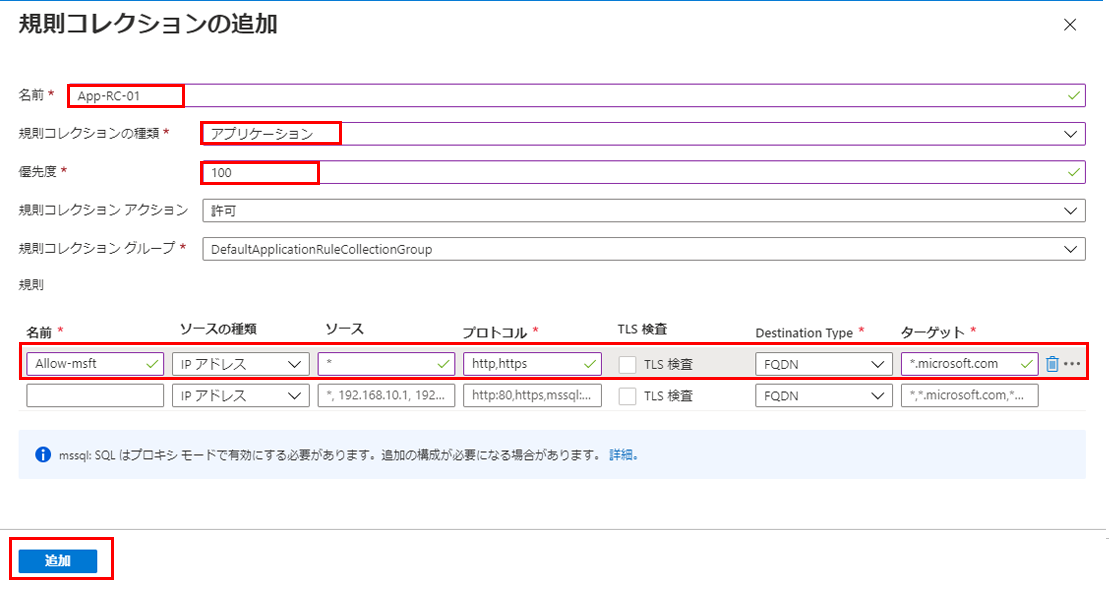 規則コレクションの追加
名前 * App-RC-01
規則コレクションの種類 * アプリケーション
優先度 * 100
規則コレクション アクション 許可
規則コレクション グループ * DefaultApplicationRuleCollectionGroup
規則
名前 * ソースの種類 ソース プロトコル * TLS 検査 Destination Type * ターゲット *
Allow-msft IP アドレス * http,https TLS 検査 FQDN *.microsoft.com
IP アドレス *, 192.168.10.1, 192... http:80,https,mssql:... TLS 検査 FQDN *,*.microsoft.com,*...
mssql: SQL はプロキシ モードで有効にする必要があります。追加の構成が必要になる場合があります。 詳細。
追加